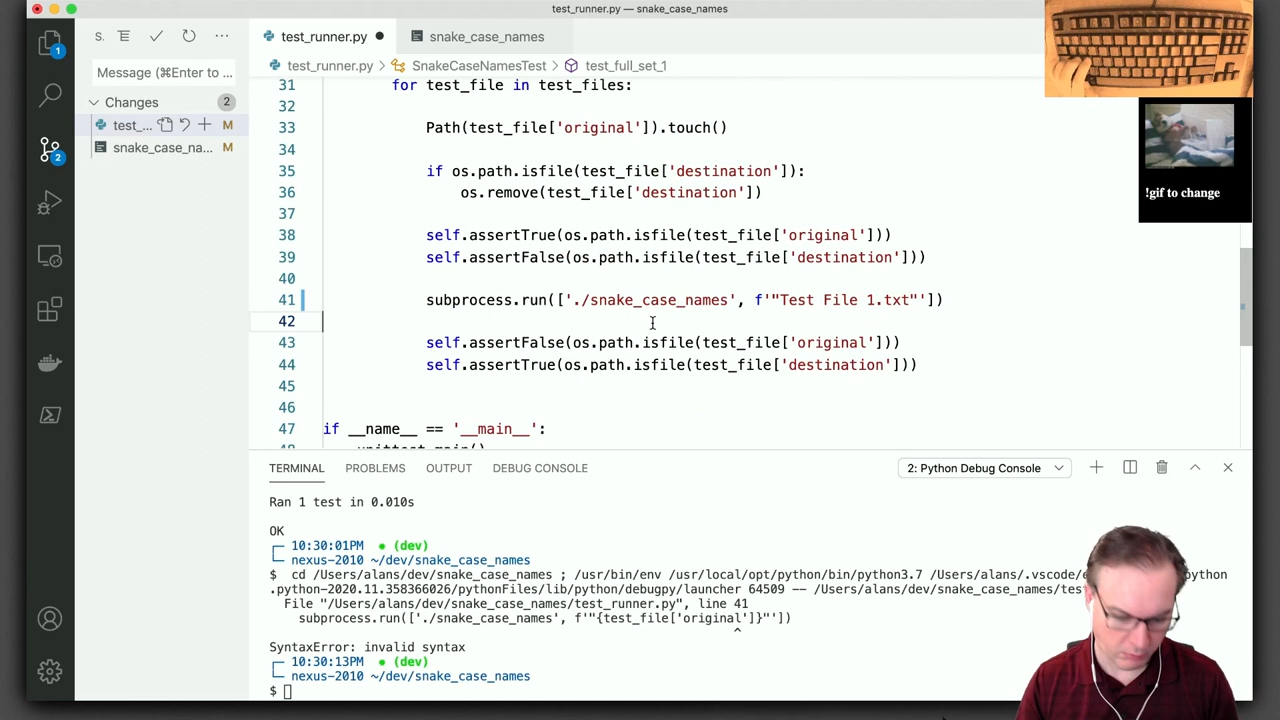 test_runner.py — snake_case_names
S.
test_runner.py
snake_case_names
1
Message (⌘Enter to ...
test_runner.py > SnakeCaseNamesTest > test_full_set_1
Changes
2
test_...
M
snake_case_na...
M
2
31 for test_file in test_files:
32
33 Path(test_file['original']).touch()
34
35 if os.path.isfile(test_file['destination']):
36 os.remove(test_file['destination'])
37
38 self.assertTrue(os.path.isfile(test_file['original']))
39 self.assertFalse(os.path.isfile(test_file['destination']))
40
41 subprocess.run(['./snake_case_names', f'"Test File 1.txt"'])
42
43 self.assertFalse(os.path.isfile(test_file['original']))
44 self.assertTrue(os.path.isfile(test_file['destination']))
45
46
47 if __name__ == '__main__':
48 unittest.main()
!gif to change
TERMINAL
PROBLEMS
OUTPUT
DEBUG CONSOLE
2: Python Debug Console
Ran 1 test in 0.010s
OK
10:30:01PM • (dev)
nexus-2010 ~/dev/snake_case_names
$ cd /Users/alans/dev/snake_case_names ; /usr/bin/env /usr/local/opt/python/bin/python3.7 /Users/alans/.vscode/ python
.python-2020.11.358366026/pythonFiles/lib/python/debugpy/launcher 64509 -- /Users/alans/dev/snake_case_names/tes
File "/Users/alans/dev/snake_case_names/test_runner.py", line 41
subprocess.run(['./snake_case_names', f'"{test_file['original']}"'])
^
SyntaxError: invalid syntax
10:30:13PM • (dev)
nexus-2010 ~/dev/snake_case_names
$